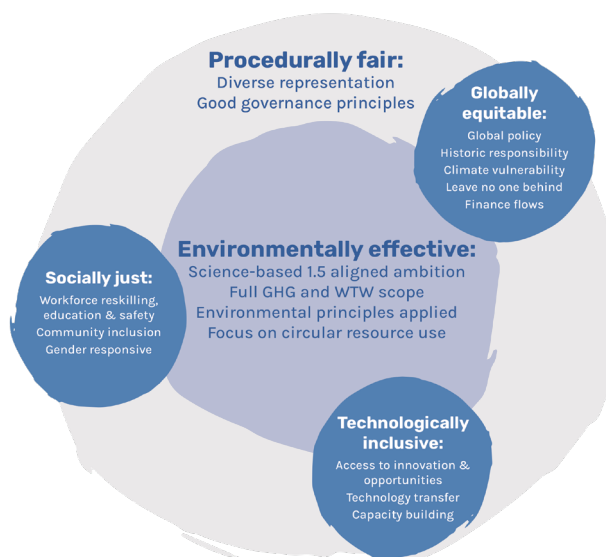 Procedurally fair:
Diverse representation
Good governance principles
Globally
equitable:
Global policy
Historic responsibility
Climate vulnerability
Leave no one behind
Finance flows
Environmentally effective:
Science-based 1.5 aligned ambition
Full GHG and WTW scope
Environmental principles applied
Focus on circular resource use
Socially just:
Workforce reskilling,
education & safety
Community inclusion
Gender responsive
Technologically
inclusive:
Access to innovation &
opportunities
Technology transfer
Capacity building